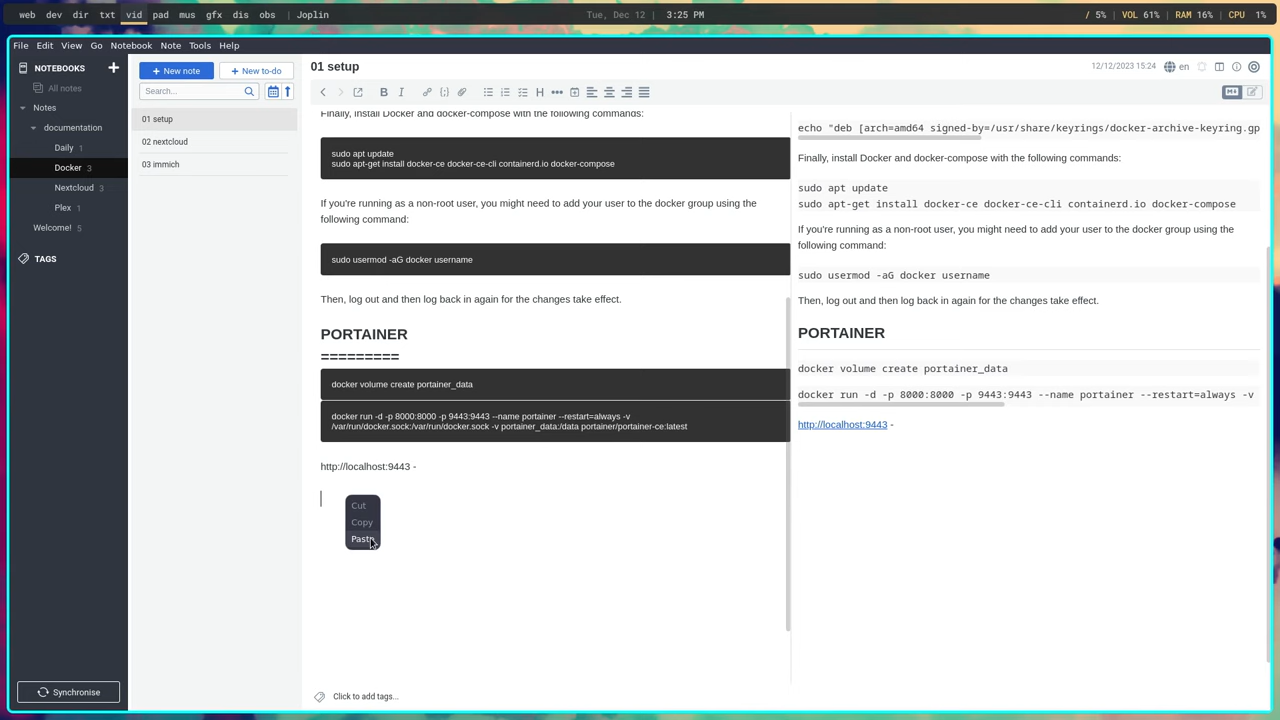 web dev dir txt vid pad mus gfx dis obs | Joplin
Tue, Dec 12 | 3:25 PM
/ 5% | VOL 61% | RAM 16% | CPU 1%
File Edit View Go Notebook Note Tools Help
NOTEBOOKS
All notes
Notes
documentation
Daily 1
Docker 3
Nextcloud 3
Plex 1
Welcome! 5
TAGS
Synchronise
New note
New to-do
Search...
01 setup
02 nextcloud
03 immich
01 setup
12/12/2023 15:24
en
Finally, install Docker and docker-compose with the following commands:
sudo apt update
sudo apt-get install docker-ce docker-ce-cli containerd.io docker-compose
If you're running as a non-root user, you might need to add your user to the docker group using the
following command:
sudo usermod -aG docker username
Then, log out and then log back in again for the changes take effect.
PORTAINER
=========
docker volume create portainer_data
docker run -d -p 8000:8000 -p 9443:9443 --name portainer --restart=always -v
/var/run/docker.sock:/var/run/docker.sock -v portainer_data:/data portainer/portainer-ce:latest
http://localhost:9443 -
Cut
Copy
Paste
echo "deb [arch=amd64 signed-by=/usr/share/keyrings/docker-archive-keyring.gp
Finally, install Docker and docker-compose with the following commands:
sudo apt update
sudo apt-get install docker-ce docker-ce-cli containerd.io docker-compose
If you're running as a non-root user, you might need to add your user to the docker group using the
following command:
sudo usermod -aG docker username
Then, log out and then log back in again for the changes take effect.
PORTAINER
docker volume create portainer_data
docker run -d -p 8000:8000 -p 9443:9443 --name portainer --restart=always -v
http://localhost:9443 -
Click to add tags...